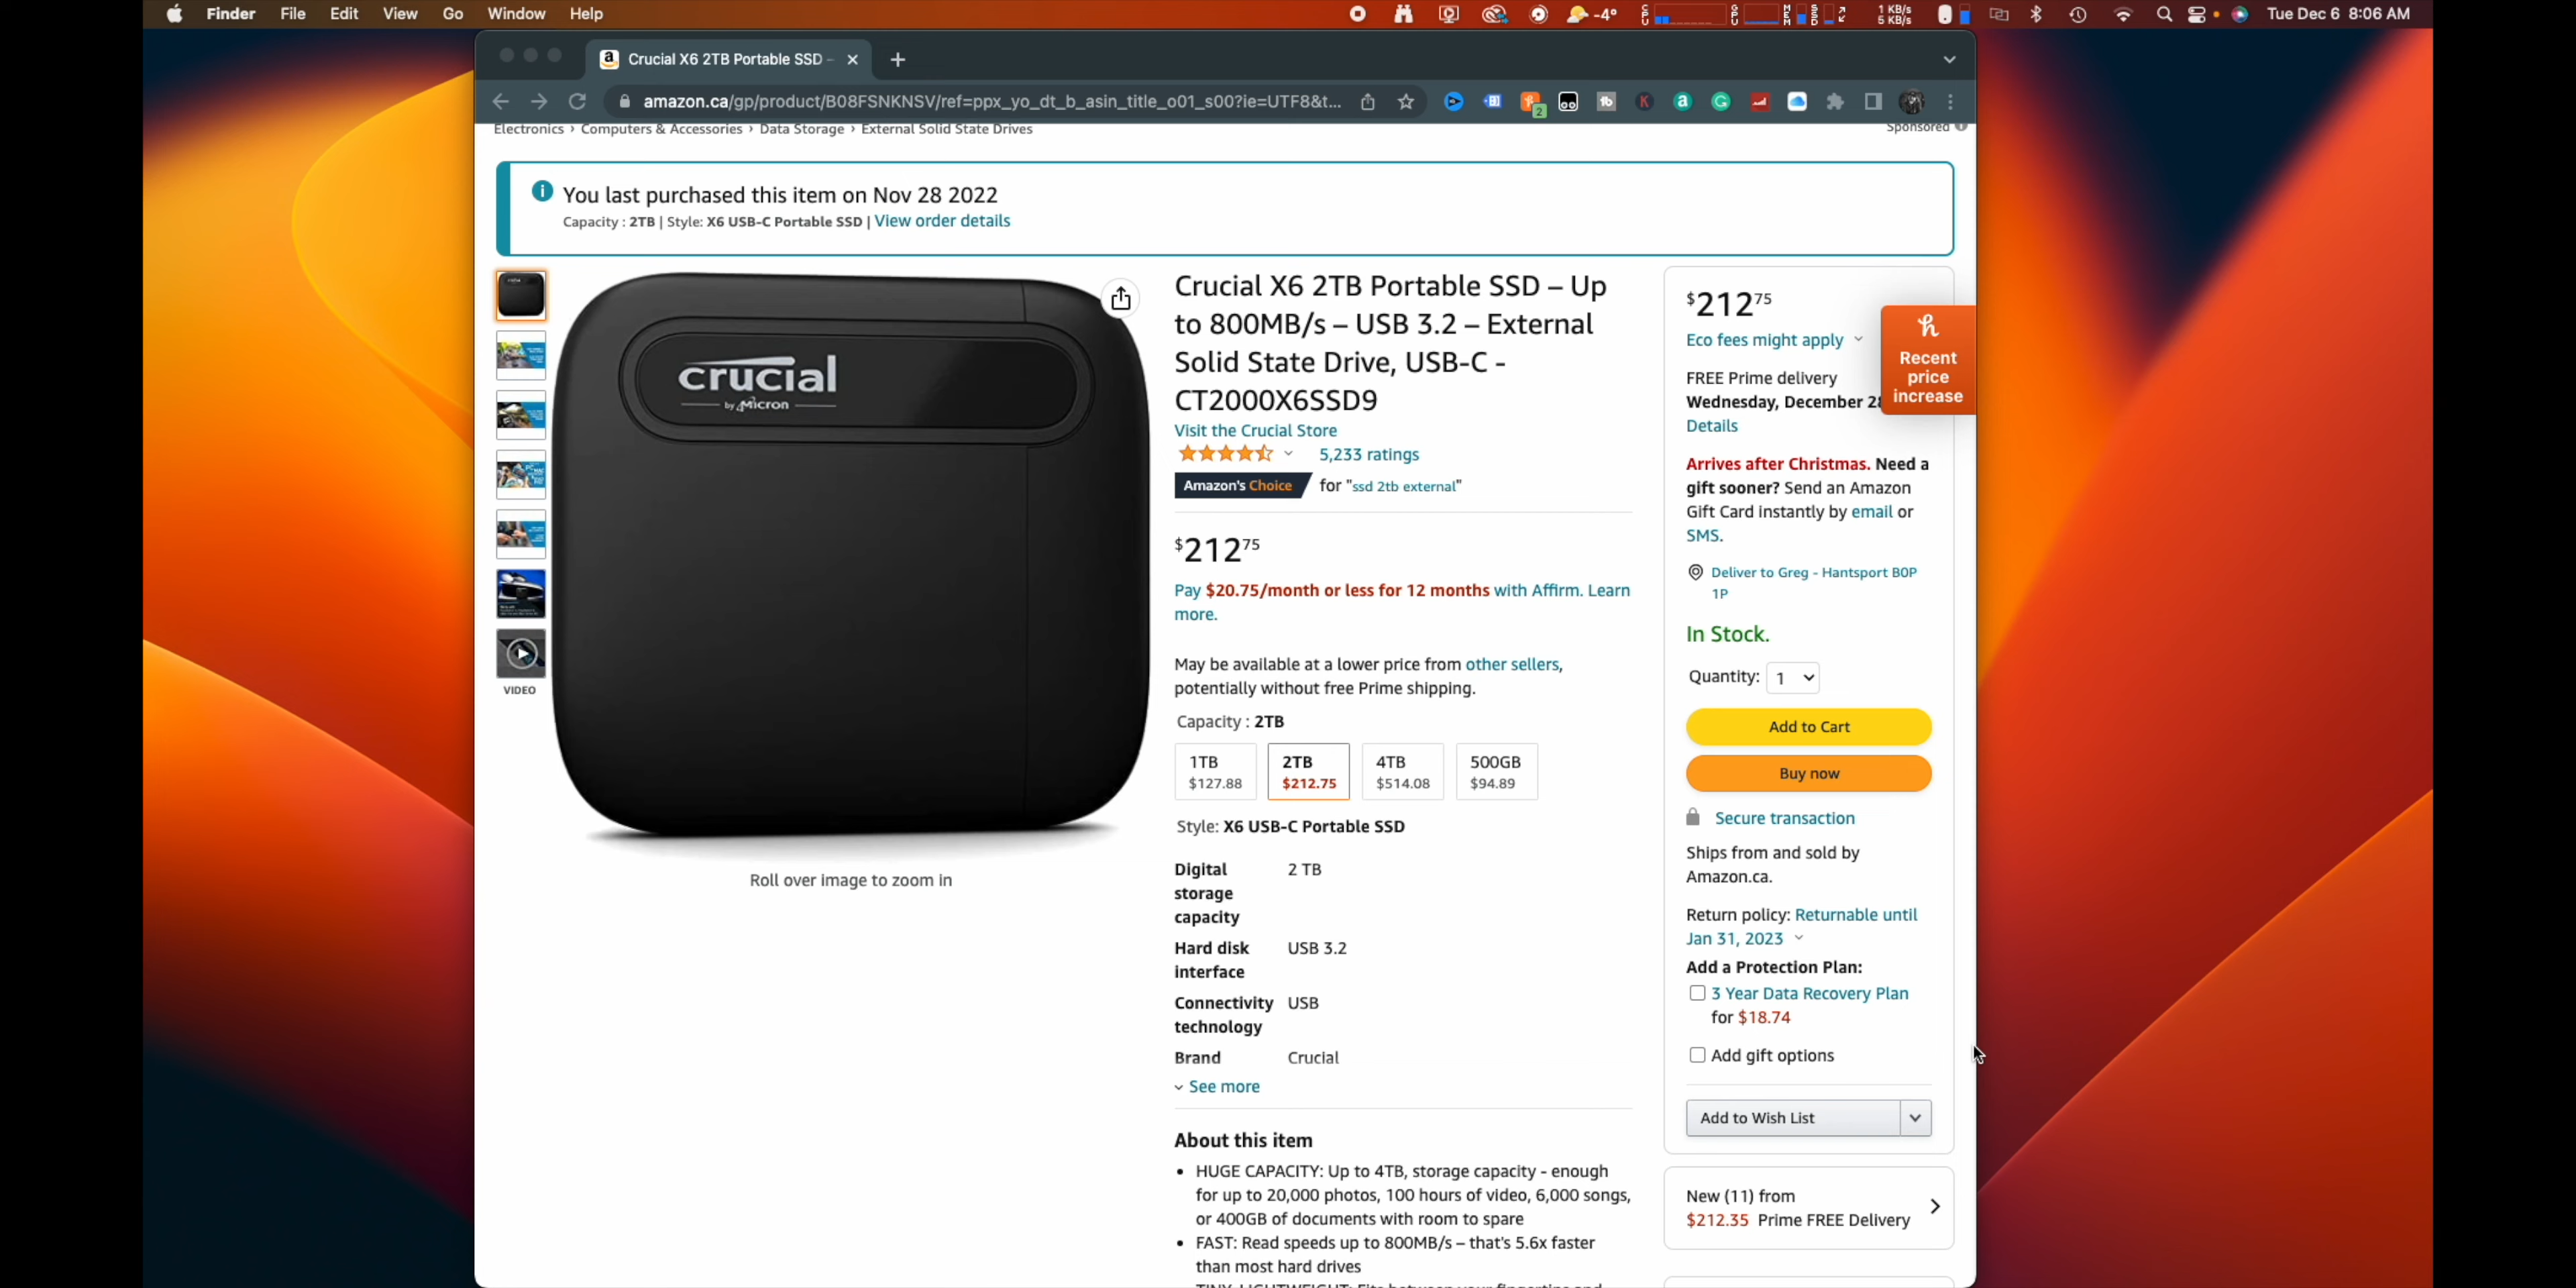 Finder File Edit View Go Window Help
-4° CPU GPU MEM SSD 1 KB/s 5 KB/s Tue Dec 6 8:06 AM
Crucial X6 2TB Portable SSD –
amazon.ca/gp/product/B08FSNKNSV/ref=ppx_yo_dt_b_asin_title_o01_s00?ie=UTF8&t...
2
Electronics › Computers & Accessories › Data Storage › External Solid State Drives
Sponsored
You last purchased this item on Nov 28 2022
Capacity : 2TB | Style: X6 USB-C Portable SSD | View order details
crucial
by Micron
VIDEO
Roll over image to zoom in
Crucial X6 2TB Portable SSD – Up
to 800MB/s – USB 3.2 – External
Solid State Drive, USB-C -
CT2000X6SSD9
Visit the Crucial Store
5,233 ratings
Amazon's Choice for "ssd 2tb external"
$212 75
Pay $20.75/month or less for 12 months with Affirm. Learn
more.
May be available at a lower price from other sellers,
potentially without free Prime shipping.
Capacity : 2TB
1TB 2TB 4TB 500GB
$127.88 $212.75 $514.08 $94.89
Style: X6 USB-C Portable SSD
Digital 2 TB
storage
capacity
Hard disk USB 3.2
interface
Connectivity USB
technology
Brand Crucial
See more
About this item
• HUGE CAPACITY: Up to 4TB, storage capacity - enough
for up to 20,000 photos, 100 hours of video, 6,000 songs,
or 400GB of documents with room to spare
• FAST: Read speeds up to 800MB/s – that's 5.6x faster
than most hard drives
$212 75
Eco fees might apply
FREE Prime delivery
Wednesday, December 28
Details
Recent
price
increase
Arrives after Christmas. Need a
gift sooner? Send an Amazon
Gift Card instantly by email or
SMS.
Deliver to Greg - Hantsport B0P
1P
In Stock.
Quantity: 1
Add to Cart
Buy now
Secure transaction
Ships from and sold by
Amazon.ca.
Return policy: Returnable until
Jan 31, 2023
Add a Protection Plan:
3 Year Data Recovery Plan
for $18.74
Add gift options
Add to Wish List
New (11) from
$212.35 Prime FREE Delivery